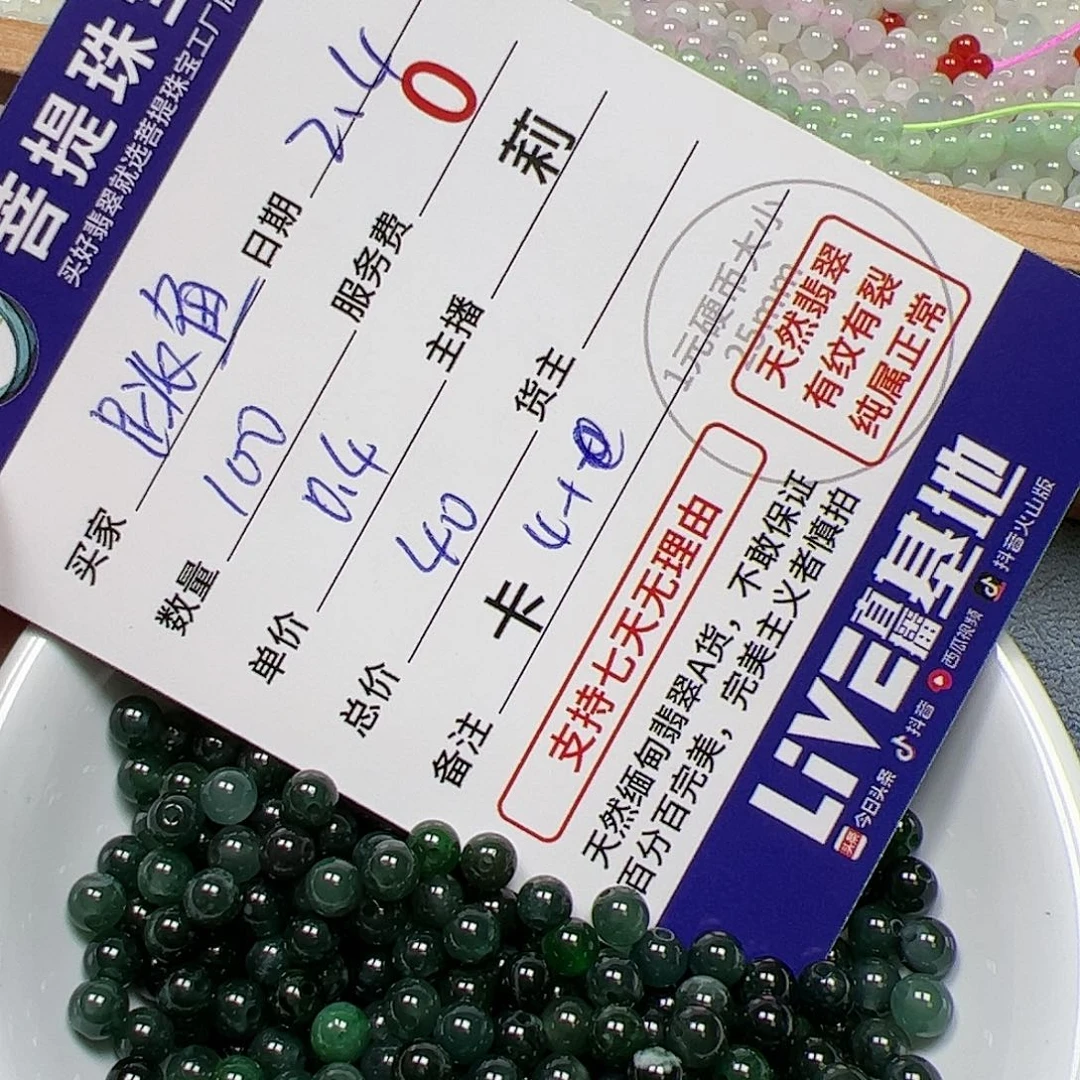 菩提珠宝
买好翡翠就选菩提珠宝工厂店
日期 2.4
买家
数量 100
服务费 0
单价 0.4
主播 莉
总价 40
货主
备注 卡
1元硬币大小
25mm
天然翡翠
有纹有裂
纯属正常
支持七天无理由
天然缅甸翡翠A货，不敢保证
百分百完美，完美主义者慎拍
LiVE直播基地
头条 今日头条 抖音 西瓜视频 抖音火山版